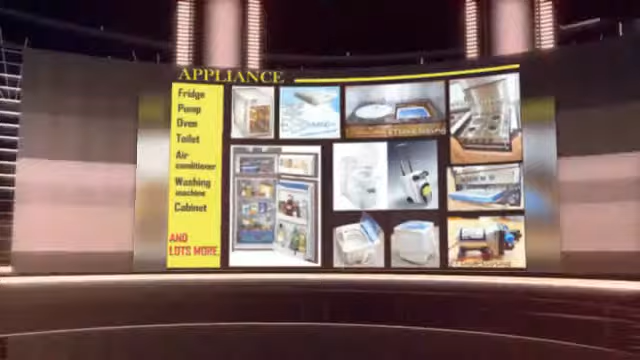 APPLIANCE
Fridge
Pump
Oven
Toilet
Air
conditioner
Washing
machine
Cabinet
AND
LOTS MORE.